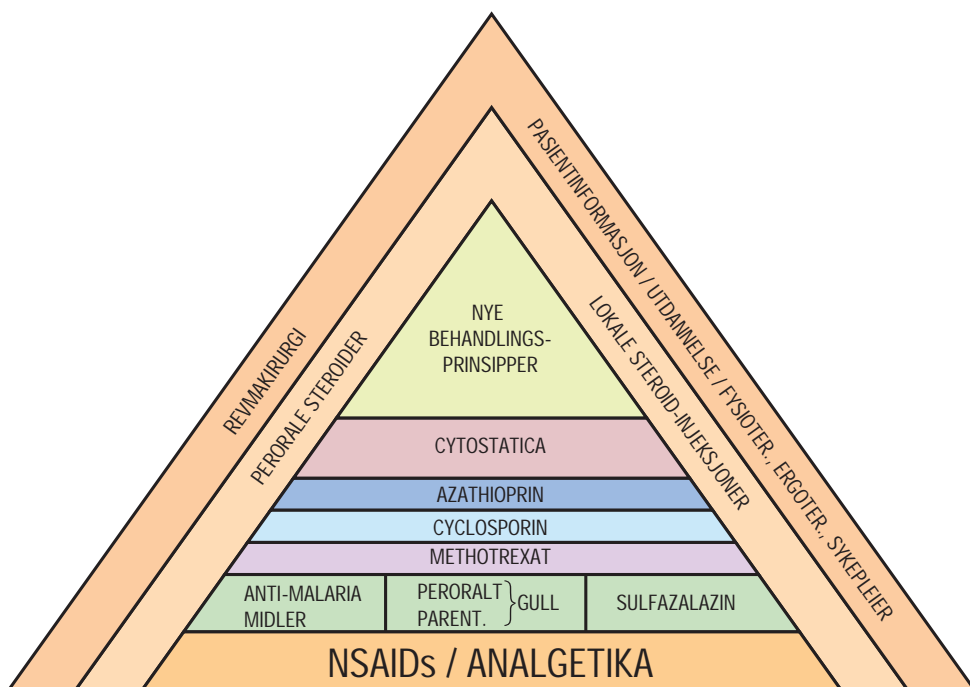 REVMAKIRURGI
PERORALE STEROIDER
PASIENTINFORMASJON / UTDANNELSE / FYSIOTER., ERGOTER., SYKEPLEIER
LOKALE STEROID-INJEKSJONER
NYE
BEHANDLINGS-
PRINSIPPER
CYTOSTATICA
AZATHIOPRIN
CYCLOSPORIN
METHOTREXAT
ANTI-MALARIA
MIDLER
PERORALT
PARENT.
GULL
SULFAZALAZIN
NSAIDs / ANALGETIKA